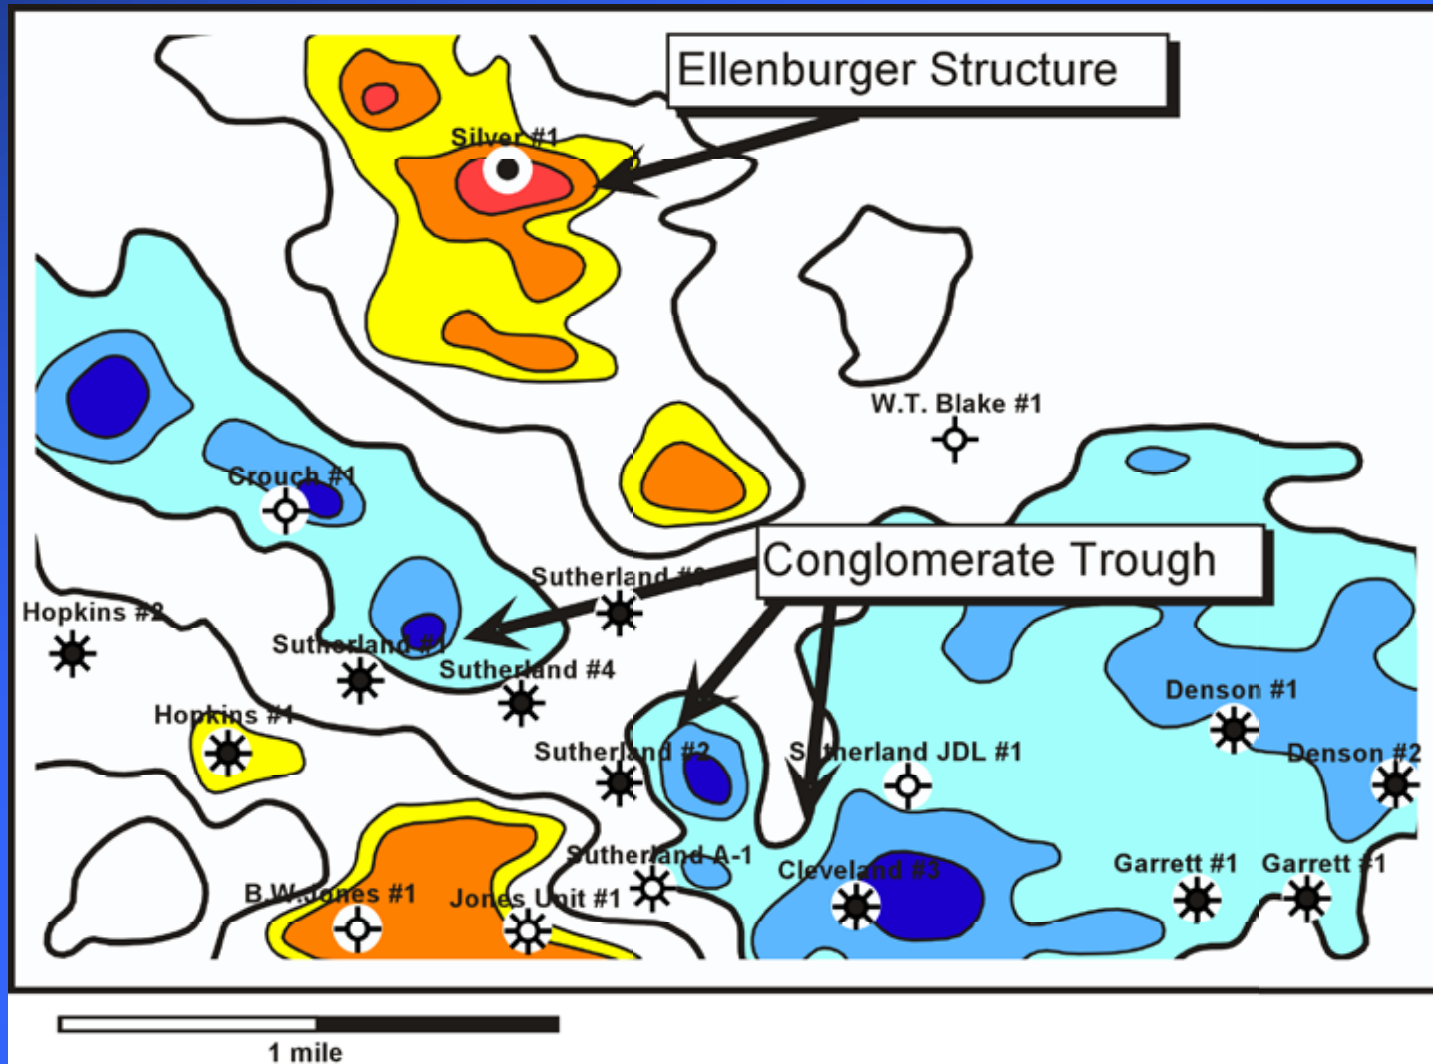 Ellenburger Structure
Silver #1
W.T. Blake #1
Crouch #1
Conglomerate Trough
Sutherland
Hopkins #2
Sutherland #1
Sutherland #4
Denson #1
Hopkins #1
Sutherland #2
Sutherland JDL #1
Denson #2
Sutherland A-1
Cleveland #3
Garrett #1
Garrett #1
B.W.Jones #1
Jones Unit #1
1 mile